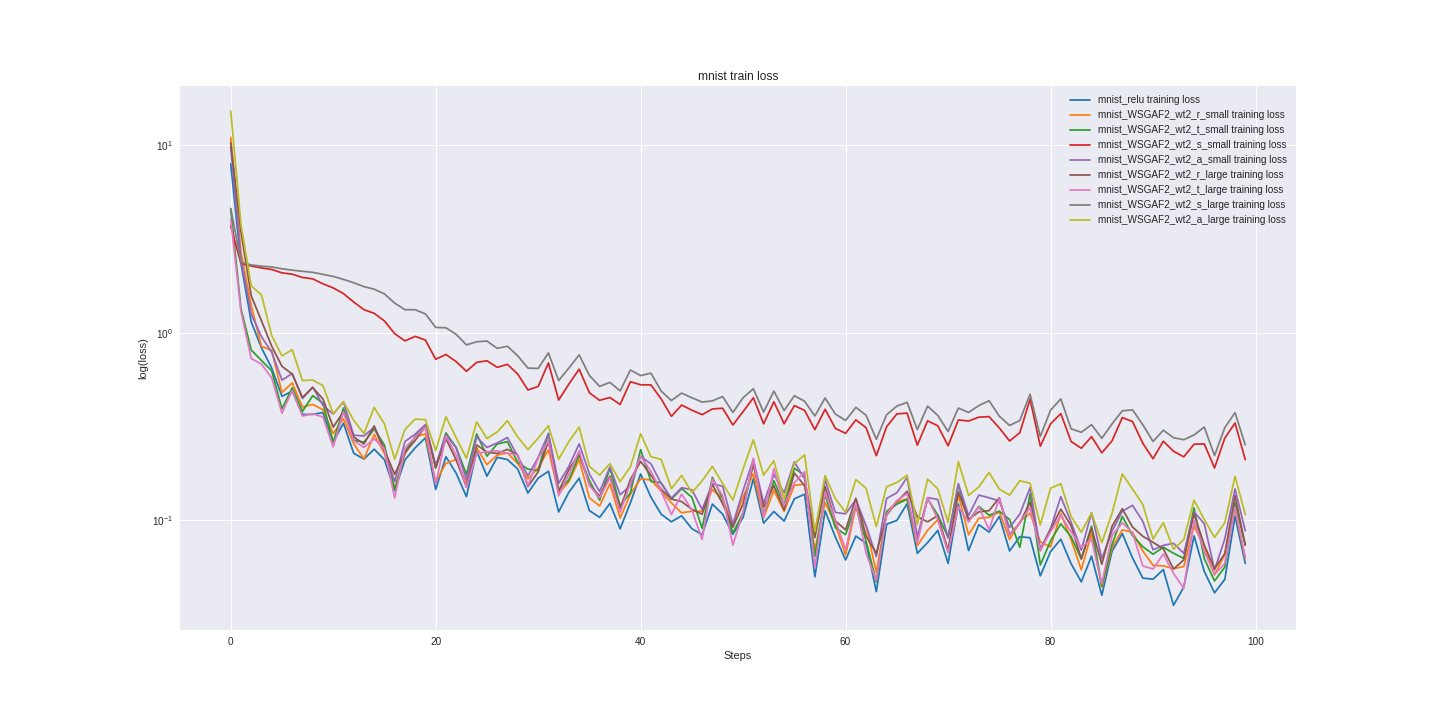 mnist train loss
mnist_relu training loss
mnist_WSGAF2_wt2_r_small training loss
mnist_WSGAF2_wt2_t_small training loss
mnist_WSGAF2_wt2_s_small training loss
mnist_WSGAF2_wt2_a_small training loss
mnist_WSGAF2_wt2_r_large training loss
mnist_WSGAF2_wt2_t_large training loss
mnist_WSGAF2_wt2_s_large training loss
mnist_WSGAF2_wt2_a_large training loss
10¹
10⁰
10⁻¹
log(loss)
0 20 40 60 80 100
Steps